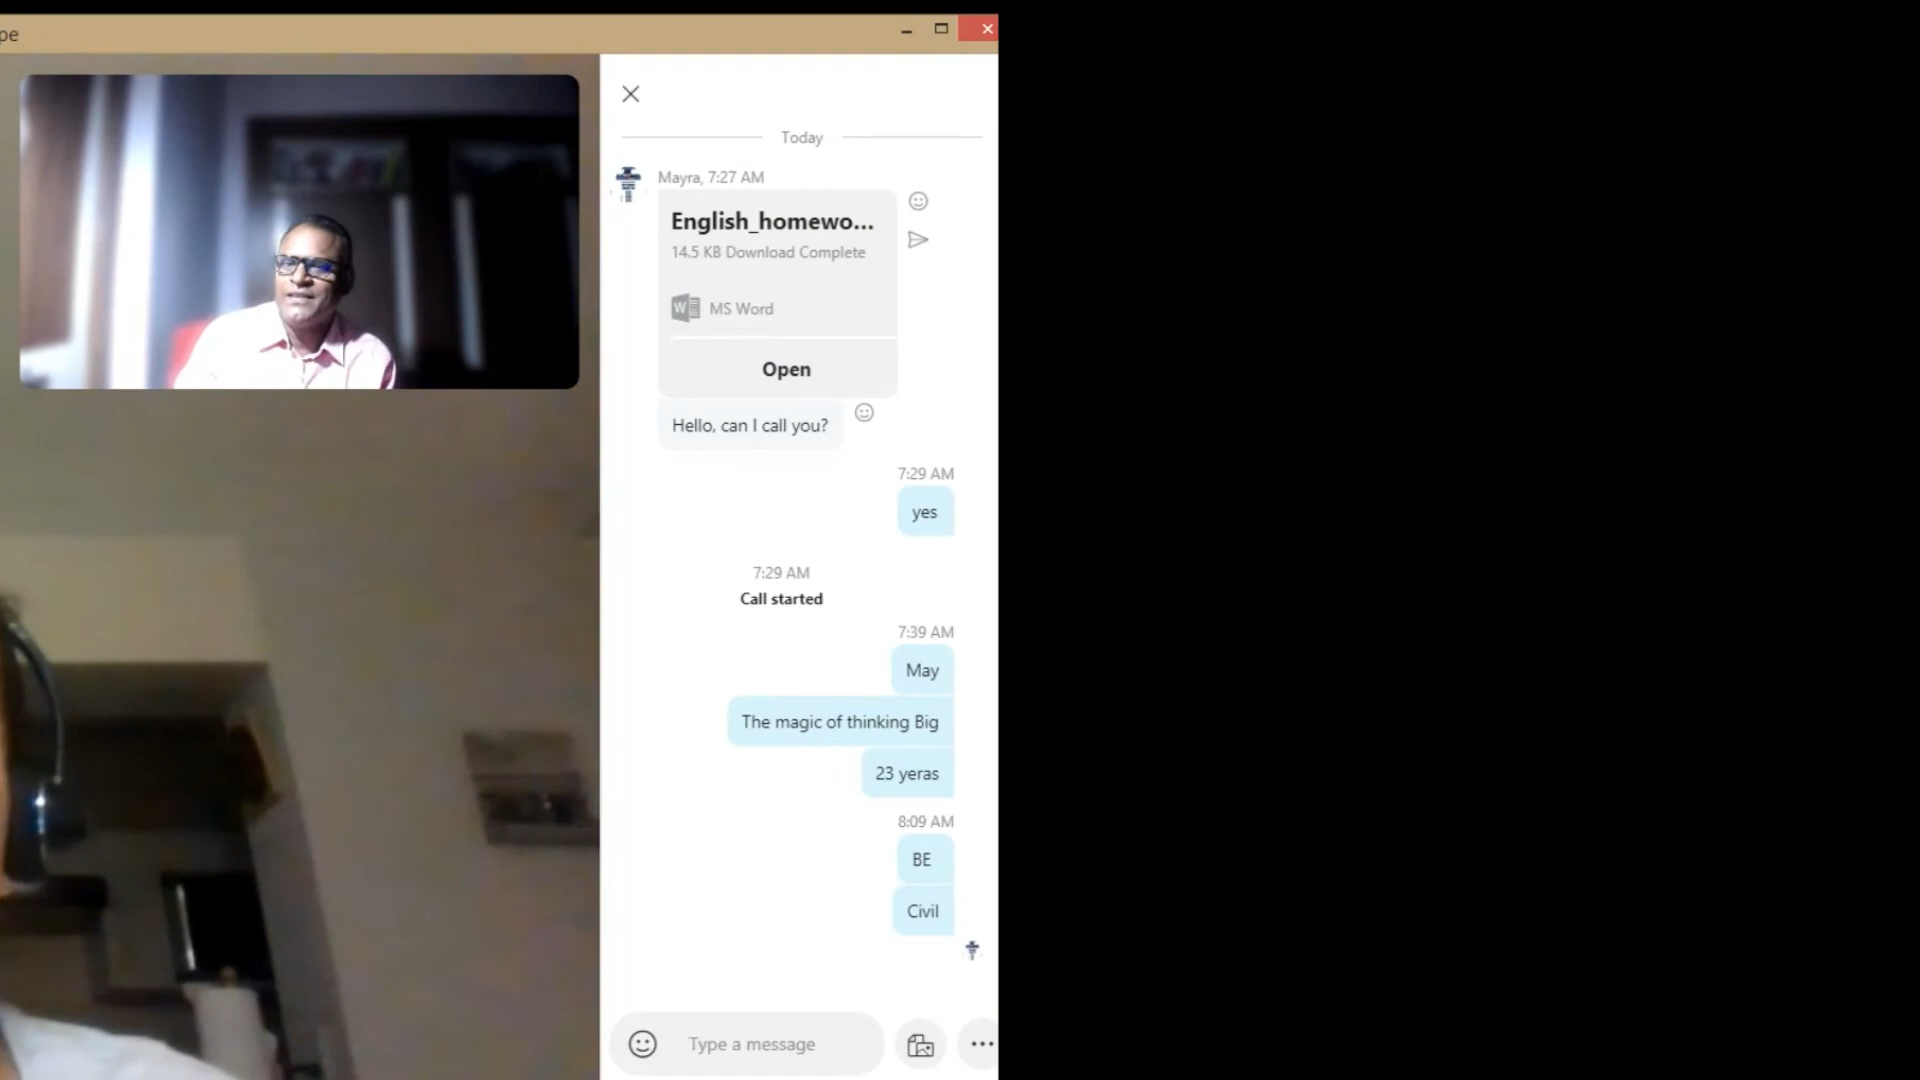 pe
Today
Mayra, 7:27 AM
English_homewo...
14.5 KB Download Complete
W
MS Word
Open
Hello, can I call you?
7:29 AM
yes
7:29 AM
Call started
7:39 AM
May
The magic of thinking Big
23 yeras
8:09 AM
BE
Civil
Type a message